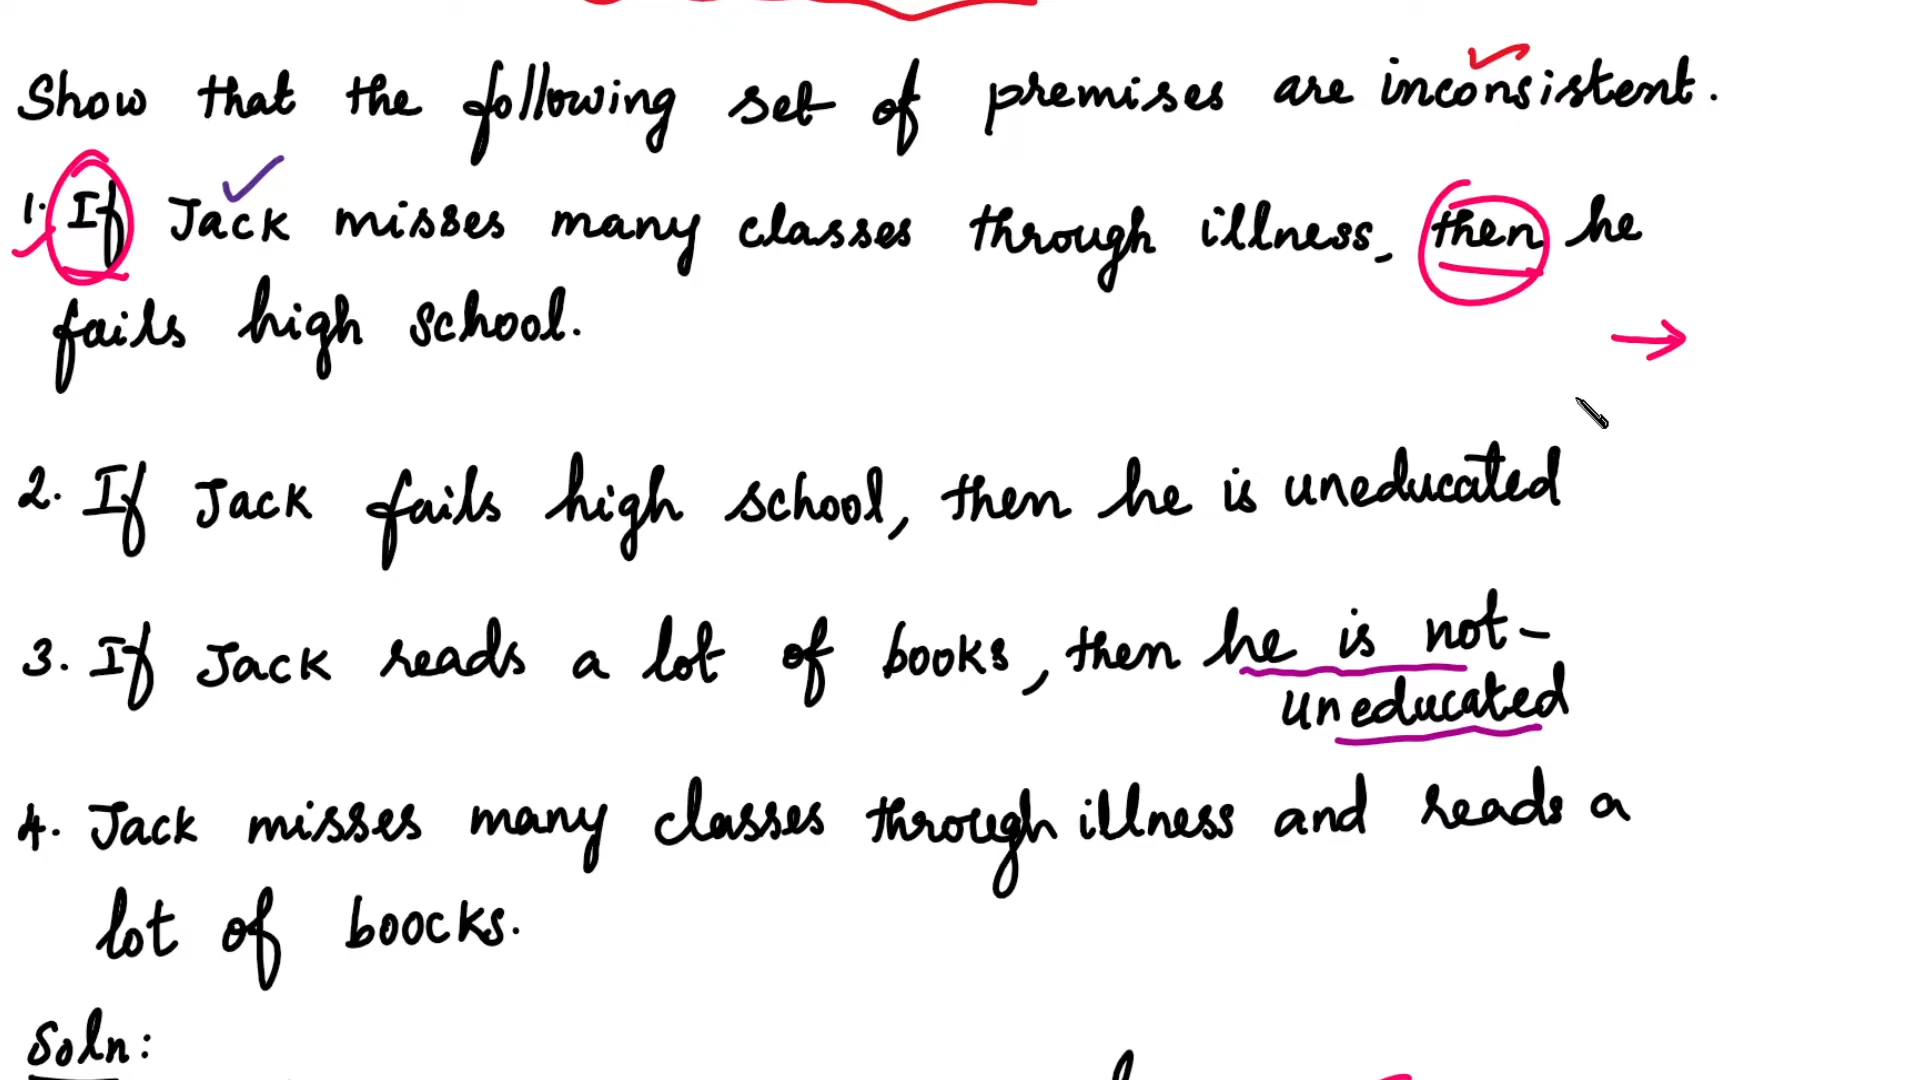 Show that the following set of premises are inconsistent.
1. If Jack misses many classes through illness, then he
fails high school.
→
2. If Jack fails high school, then he is uneducated
3. If Jack reads a lot of books, then he is not-
uneducated
4. Jack misses many classes through illness and reads a
lot of boocks.
Soln: